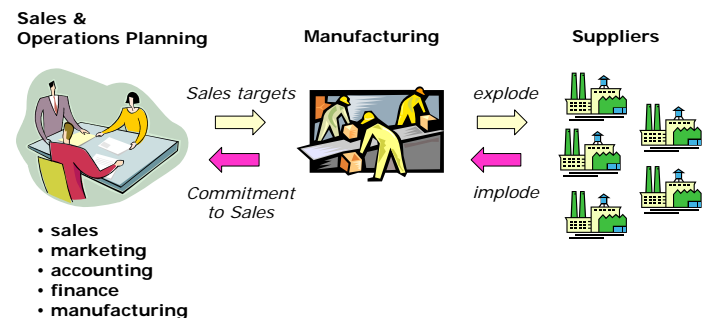 Sales &
Operations Planning
Manufacturing
Suppliers
Sales targets
explode
Commitment
to Sales
implode
• sales
• marketing
• accounting
• finance
• manufacturing